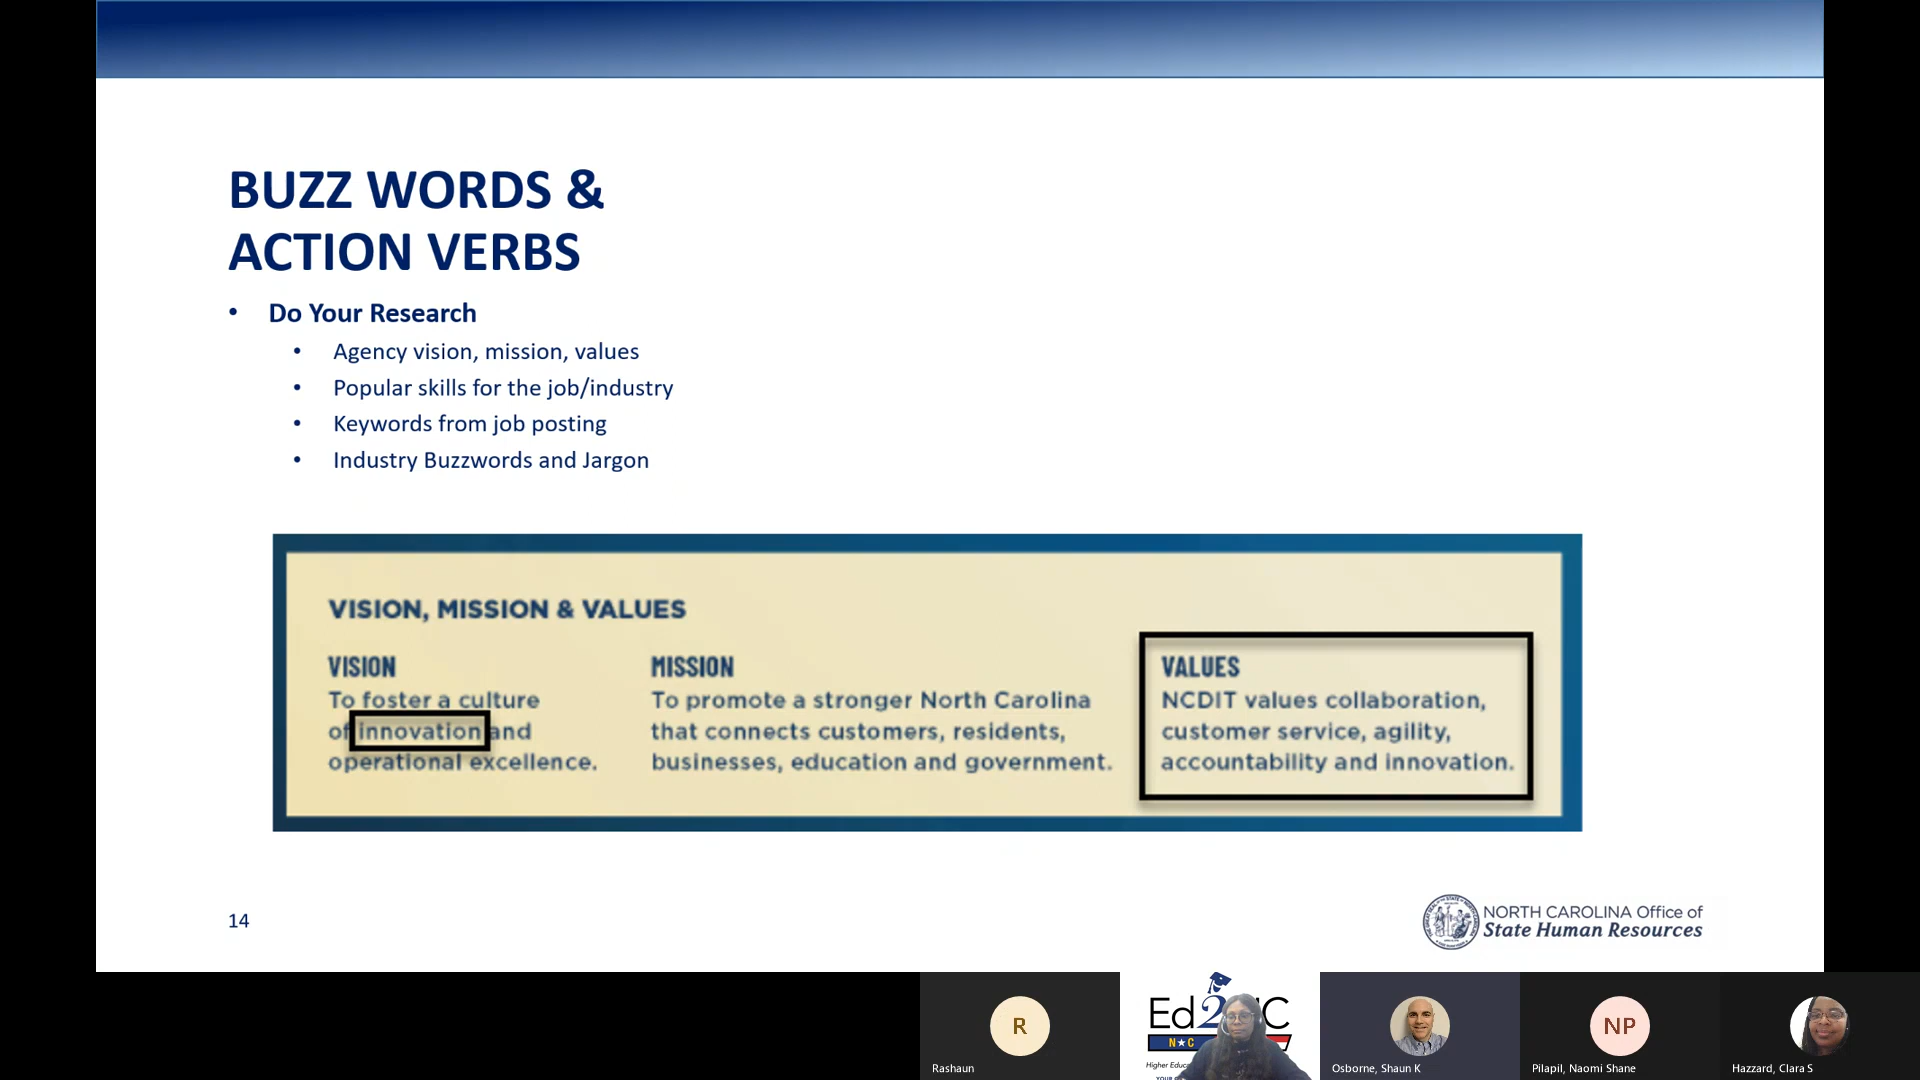 BUZZ WORDS &
ACTION VERBS
• Do Your Research
• Agency vision, mission, values
• Popular skills for the job/industry
• Keywords from job posting
• Industry Buzzwords and Jargon
VISION, MISSION & VALUES
VISION
To foster a culture
of innovation and
operational excellence.
MISSION
To promote a stronger North Carolina
that connects customers, residents,
businesses, education and government.
VALUES
NCDIT values collaboration,
customer service, agility,
accountability and innovation.
14
NORTH CAROLINA Office of
State Human Resources
R
Rashaun
Ed2NC
N★C
Higher
Osborne, Shaun K
NP
Pilapil, Naomi Shane
Hazzard, Clara S